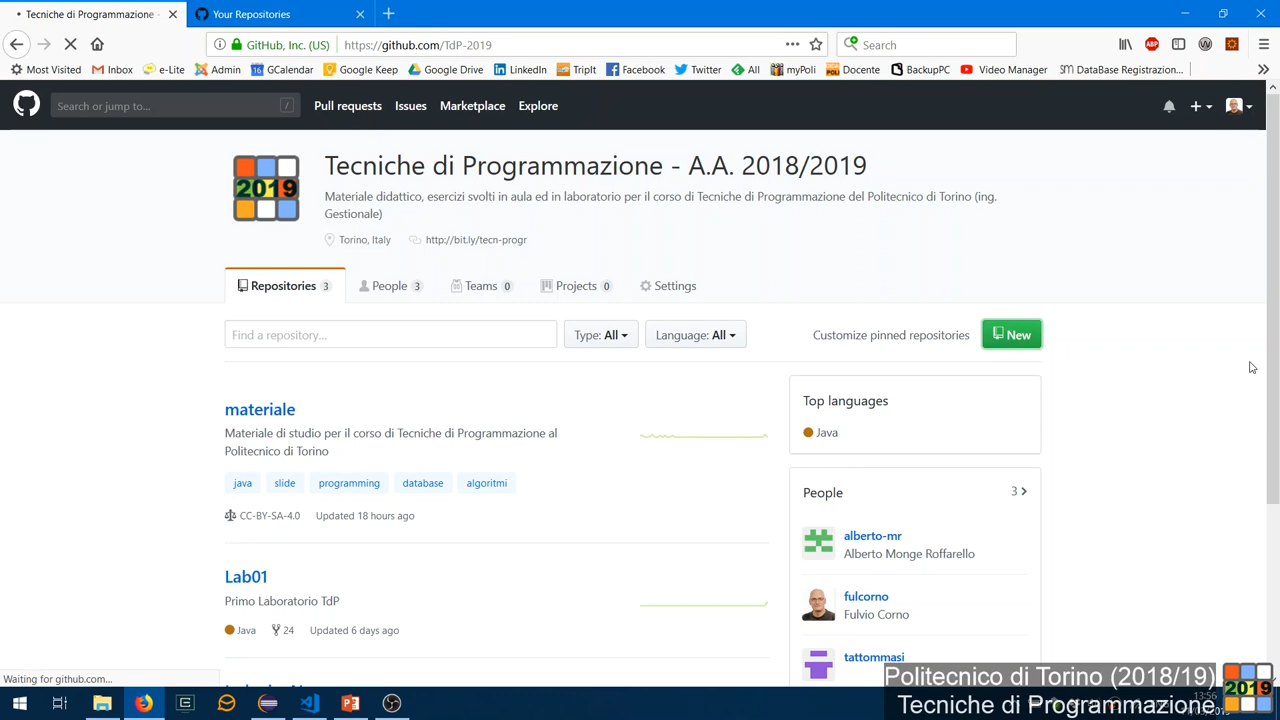 Tecniche di Programmazione -
Your Repositories
GitHub, Inc. (US)
https://github.com/TdP-2019
Search
Most Visited
Inbox
e-Lite
Admin
GCalendar
Google Keep
Google Drive
LinkedIn
TripIt
Facebook
Twitter
All
myPoli
Docente
BackupPC
Video Manager
DataBase Registrazion...
Search or jump to...
Pull requests
Issues
Marketplace
Explore
Tecniche di Programmazione - A.A. 2018/2019
Materiale didattico, esercizi svolti in aula ed in laboratorio per il corso di Tecniche di Programmazione del Politecnico di Torino (ing.
Gestionale)
2019
Torino, Italy
http://bit.ly/tecn-progr
Repositories 3
People 3
Teams 0
Projects 0
Settings
Find a repository...
Type: All
Language: All
Customize pinned repositories
New
materiale
Materiale di studio per il corso di Tecniche di Programmazione al
Politecnico di Torino
java
slide
programming
database
algoritmi
CC-BY-SA-4.0
Updated 18 hours ago
Lab01
Primo Laboratorio TdP
Java
24
Updated 6 days ago
Top languages
Java
People
3
alberto-mr
Alberto Monge Roffarello
fulcorno
Fulvio Corno
tattommasi
Waiting for github.com...
Politecnico di Torino (2018/19)
Tecniche di Programmazione
2019
13:56